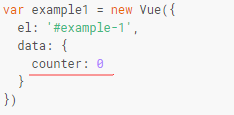 var example1 = new Vue({
  el: '#example-1',
  data: {
    counter: 0
  }
})